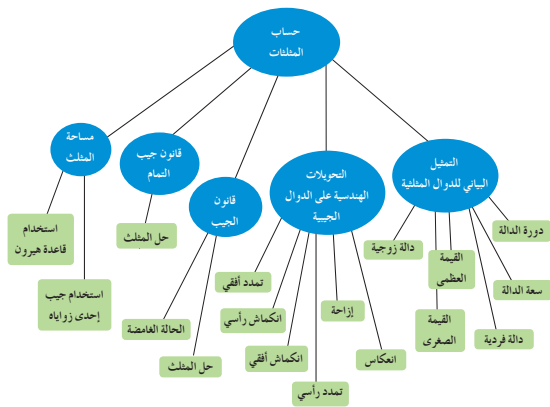 حساب
المثلثات
التمثيل
البياني للدوال المثلثية
التحويلات
الهندسية على الدوال
الجيبية
قانون
الجيب
قانون جيب
التمام
مساحة
المثلث
دورة الدالة
سعة الدالة
دالة فردية
القيمة
العظمى
القيمة
الصغرى
دالة زوجية
انعكاس
إزاحة
تمدد رأسي
انكماش أفقي
انكماش رأسي
تمدد أفقي
حل المثلث
الحالة الغامضة
حل المثلث
استخدام جيب
إحدى زواياه
استخدام
قاعدة هيرون